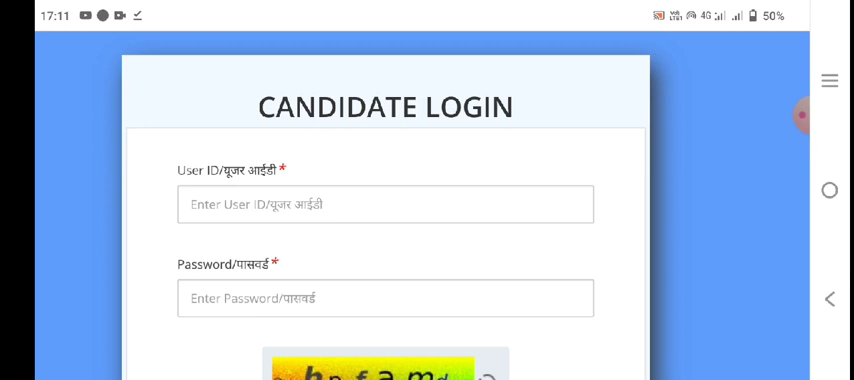 17:11 4G 50%
CANDIDATE LOGIN
User ID/यूजर आईडी *
Enter User ID/यूजर आईडी
Password/पासवर्ड *
Enter Password/पासवर्ड